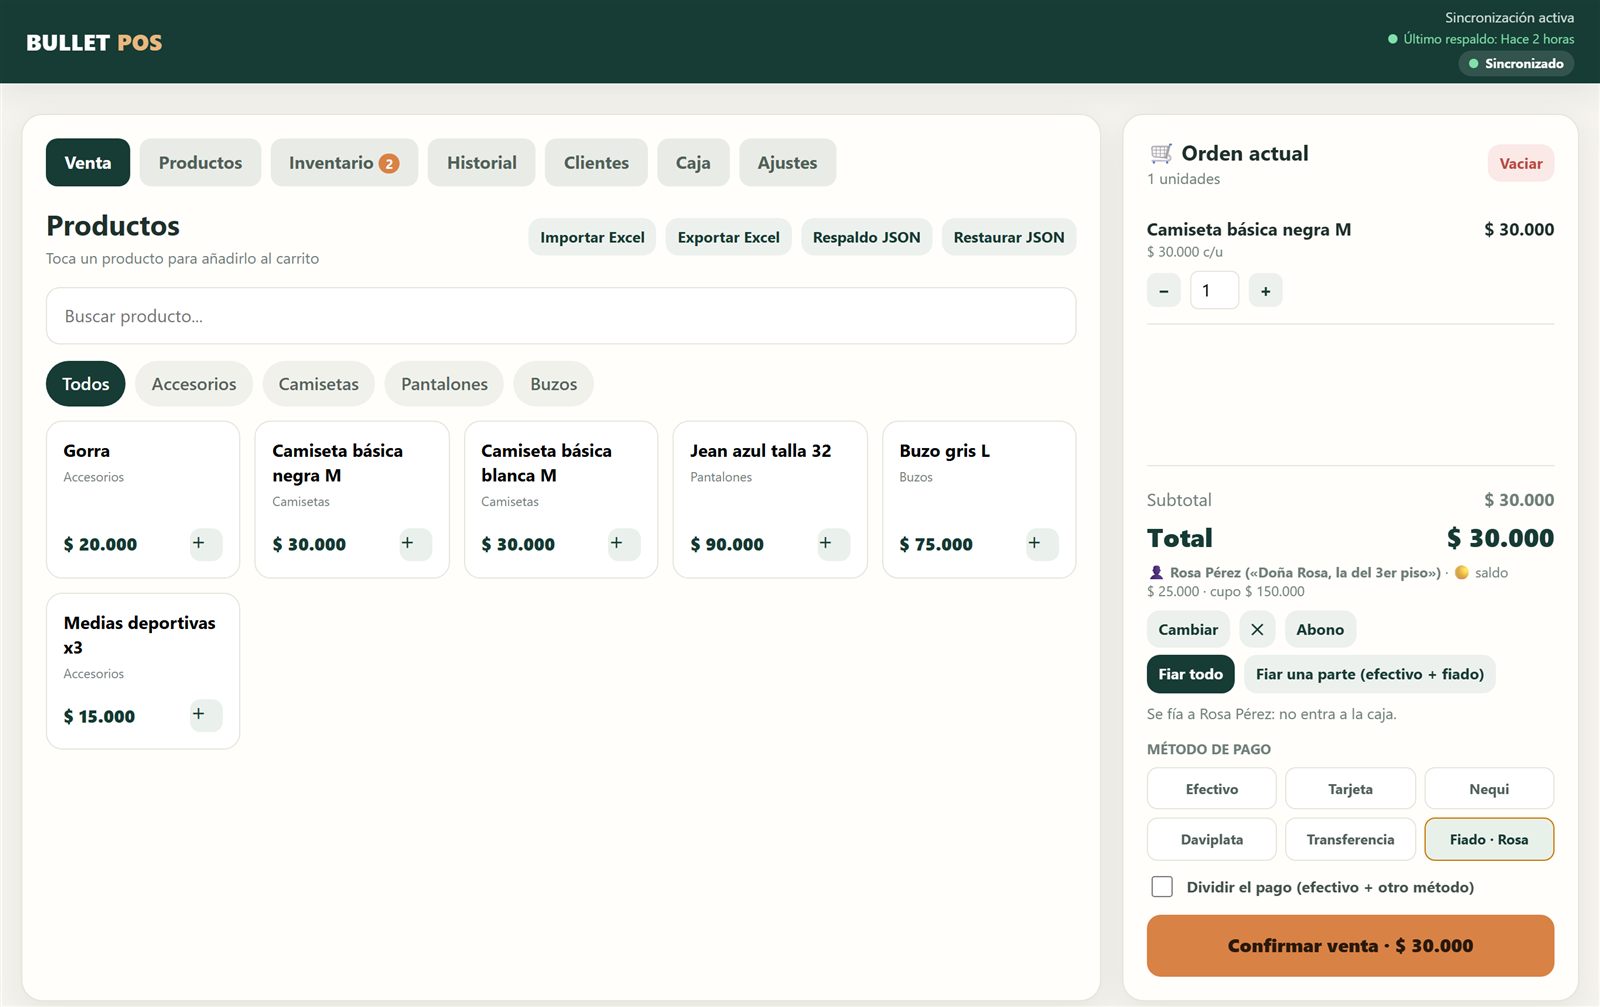 BULLET POS
Sincronización activa
Último respaldo: Hace 2 horas
Sincronizado
Venta
Productos
Inventario 2
Historial
Clientes
Caja
Ajustes
Productos
Toca un producto para añadirlo al carrito
Importar Excel
Exportar Excel
Respaldo JSON
Restaurar JSON
Buscar producto...
Todos
Accesorios
Camisetas
Pantalones
Buzos
Gorra
Accesorios
$ 20.000
+
Camiseta básica
negra M
Camisetas
$ 30.000
+
Camiseta básica
blanca M
Camisetas
$ 30.000
+
Jean azul talla 32
Pantalones
$ 90.000
+
Buzo gris L
Buzos
$ 75.000
+
Medias deportivas
x3
Accesorios
$ 15.000
+
Orden actual
1 unidades
Vaciar
Camiseta básica negra M
$ 30.000
$ 30.000 c/u
− 1 +
Subtotal
$ 30.000
Total
$ 30.000
Rosa Pérez («Doña Rosa, la del 3er piso») · saldo
$ 25.000 · cupo $ 150.000
Cambiar
×
Abono
Fiar todo
Fiar una parte (efectivo + fiado)
Se fía a Rosa Pérez: no entra a la caja.
MÉTODO DE PAGO
Efectivo
Tarjeta
Nequi
Daviplata
Transferencia
Fiado · Rosa
Dividir el pago (efectivo + otro método)
Confirmar venta · $ 30.000